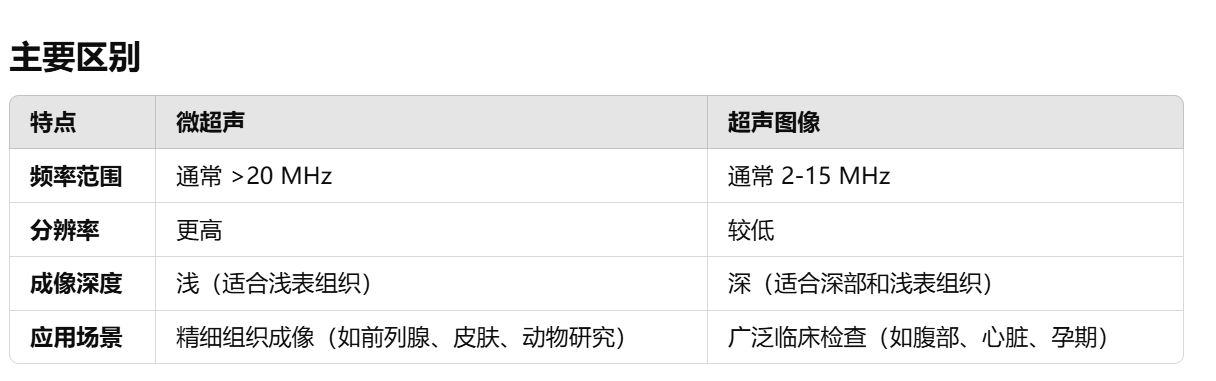 主要区别
特点 微超声 超声图像
频率范围 通常 >20 MHz 通常 2-15 MHz
分辨率 更高 较低
成像深度 浅（适合浅表组织） 深（适合深部和浅表组织）
应用场景 精细组织成像（如前列腺、皮肤、动物研究） 广泛临床检查（如腹部、心脏、孕期）